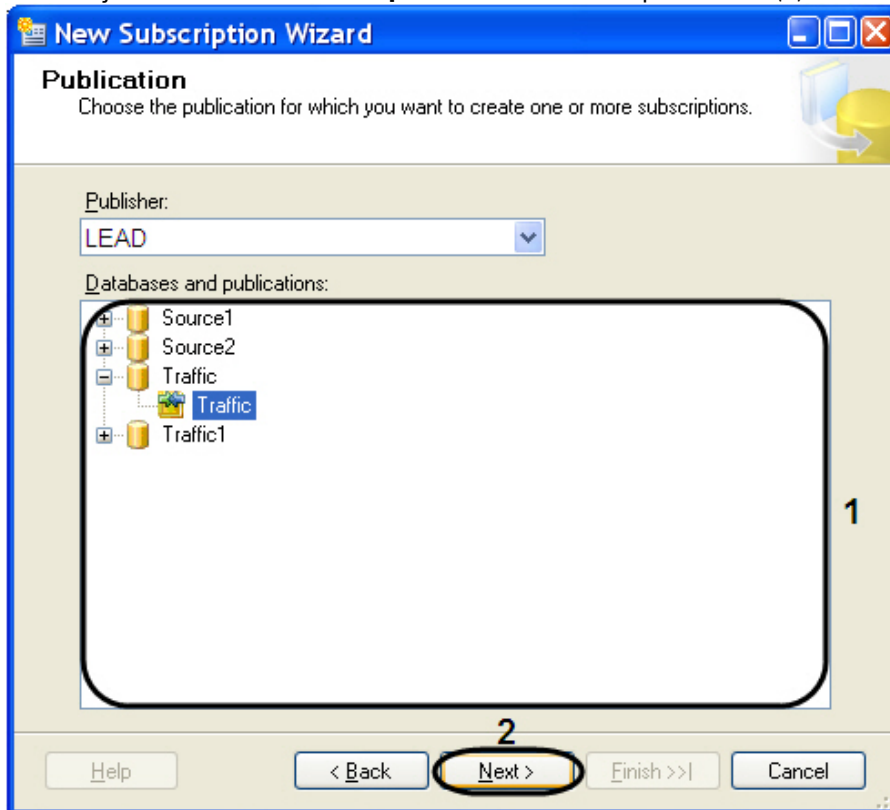 New Subscription Wizard
Publication
Choose the publication for which you want to create one or more subscriptions.
Publisher:
LEAD
Databases and publications:
Source1
Source2
Traffic
Traffic
Traffic1
1
2
Help
< Back
Next >
Finish >>|
Cancel